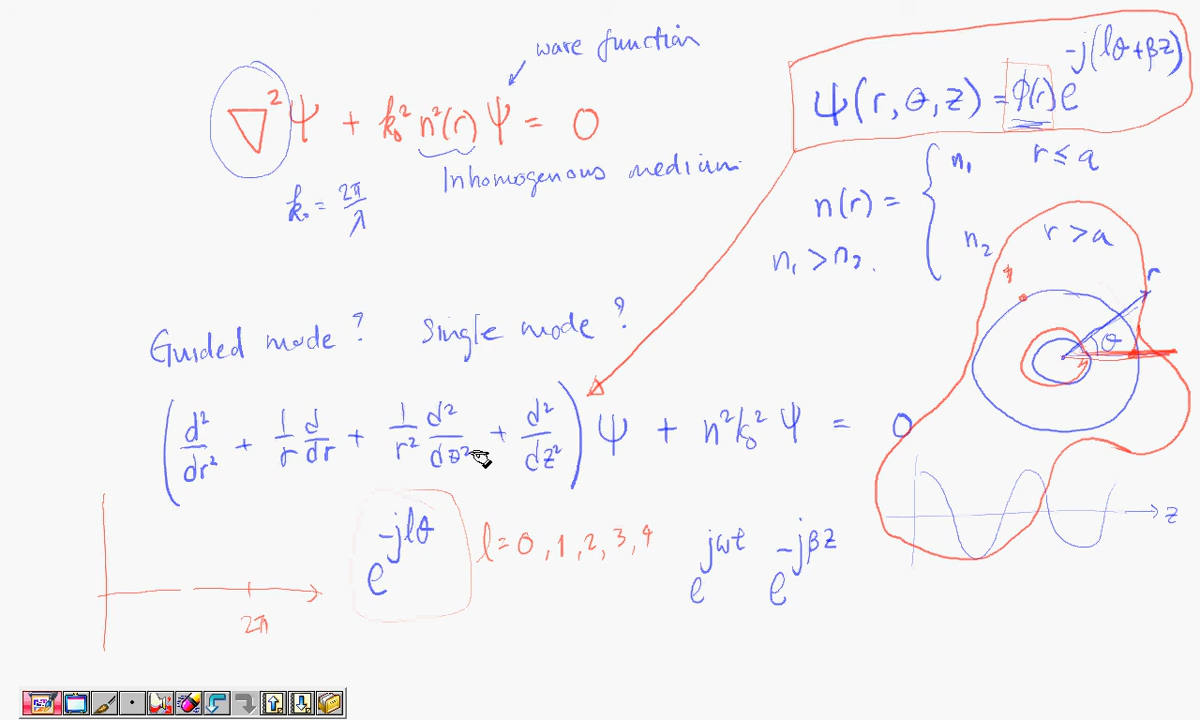 ware function
∇²Ψ + k₀² n²(r) Ψ = 0
Inhomogenous medium
k₀ = 2π/λ
Ψ(r, θ, z) = ϕ(r) e^{-j(lθ+βz)}
n(r) = { n₁ r ≤ a
n₂ r > a
n₁ > n₂.
r
θ
Guided mode? Single mode?
(d²/dr² + 1/r d/dr + 1/r² d²/dθ² + d²/dz²) Ψ + n²k₀² Ψ = 0
z
e^{-jlθ} l = 0, 1, 2, 3, 4
e^{jωt} e^{-jβz}
2π